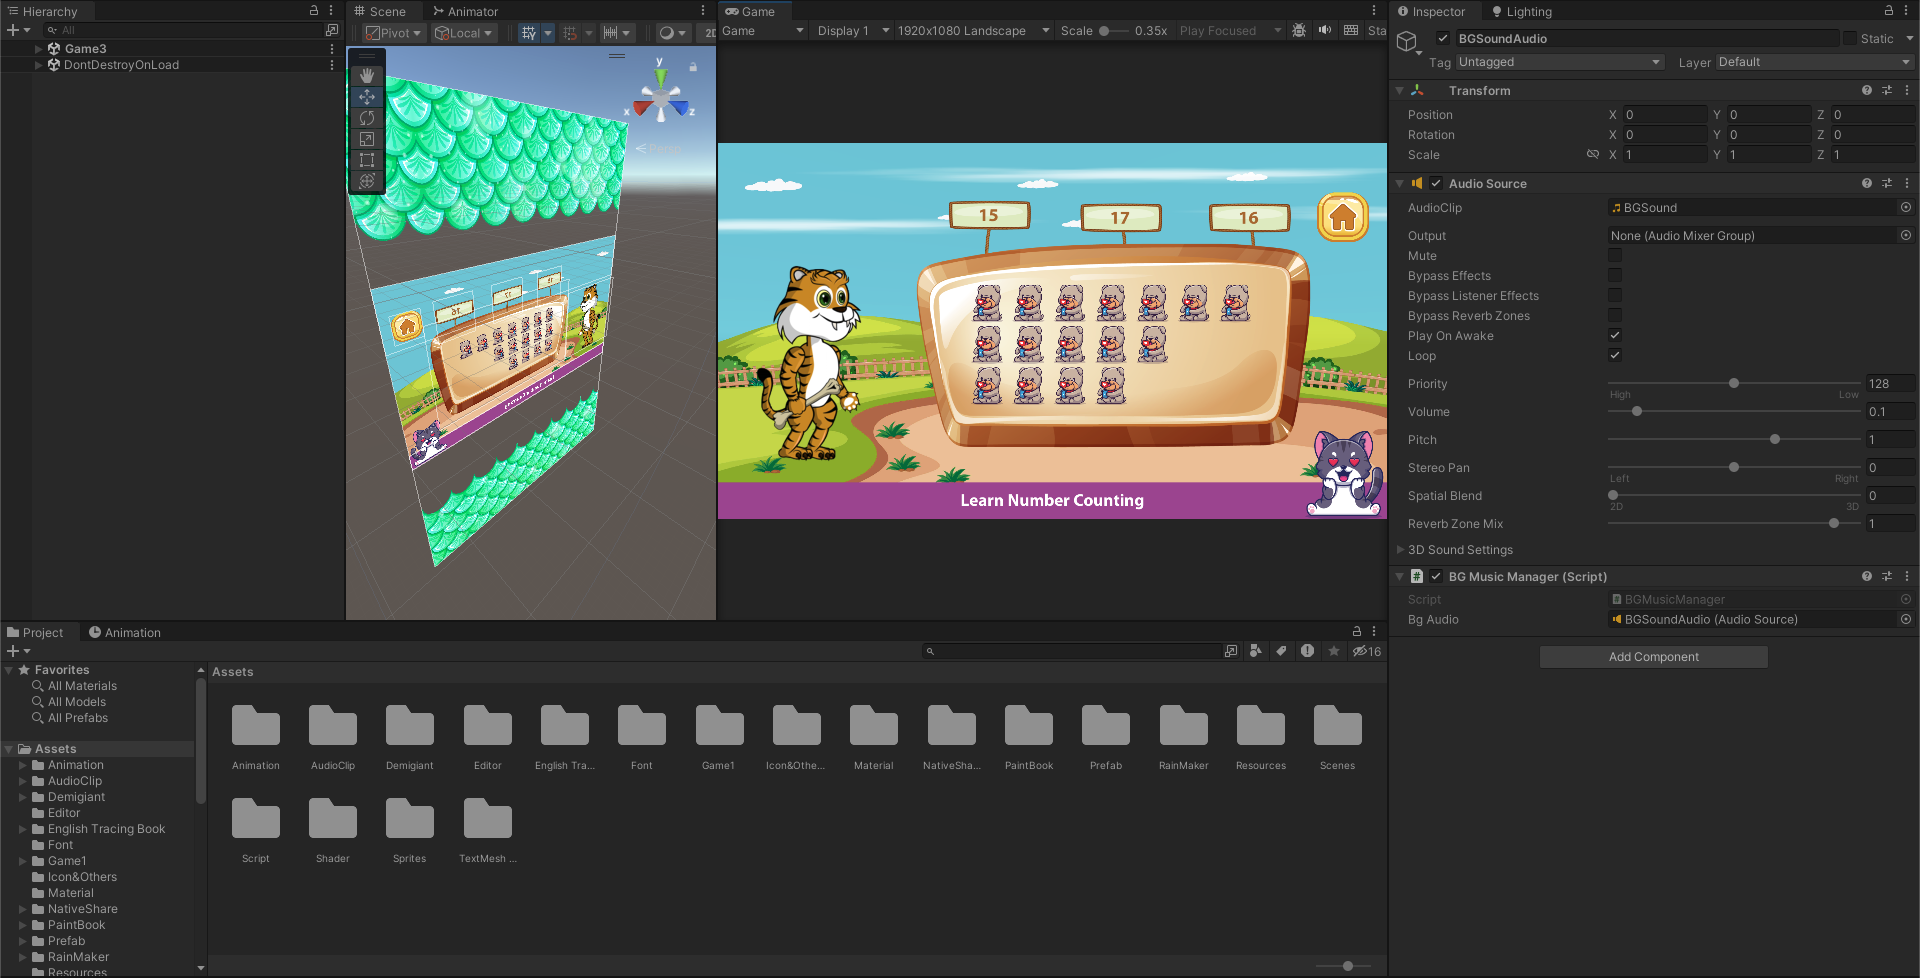 Hierarchy
All
Game3
DontDestroyOnLoad
Scene
Animator
Pivot
Local
2D
y
x
z
Persp
Game
Game
Display 1
1920x1080 Landscape
Scale
0.35x
Play Focused
Sta
15
17
16
Learn Number Counting
Inspector
Lighting
BGSoundAudio
Static
Tag
Untagged
Layer
Default
Transform
Position X 0 Y 0 Z 0
Rotation X 0 Y 0 Z 0
Scale X 1 Y 1 Z 1
Audio Source
AudioClip BGSound
Output None (Audio Mixer Group)
Mute
Bypass Effects
Bypass Listener Effects
Bypass Reverb Zones
Play On Awake
Loop
Priority 128
High Low
Volume 0.1
Pitch 1
Stereo Pan 0
Left Right
Spatial Blend 0
2D 3D
Reverb Zone Mix 1
3D Sound Settings
# BG Music Manager (Script)
Script BGMusicManager
Bg Audio BGSoundAudio (Audio Source)
Add Component
Project
Animation
16
Favorites
All Materials
All Models
All Prefabs
Assets
Animation
AudioClip
Demigiant
Editor
English Tracing Book
Font
Game1
Icon&Others
Material
NativeShare
PaintBook
Prefab
RainMaker
Resources
Assets
Animation
AudioClip
Demigiant
Editor
English Tra...
Font
Game1
Icon&Othe...
Material
NativeSha...
PaintBook
Prefab
RainMaker
Resources
Scenes
Script
Shader
Sprites
TextMesh ...